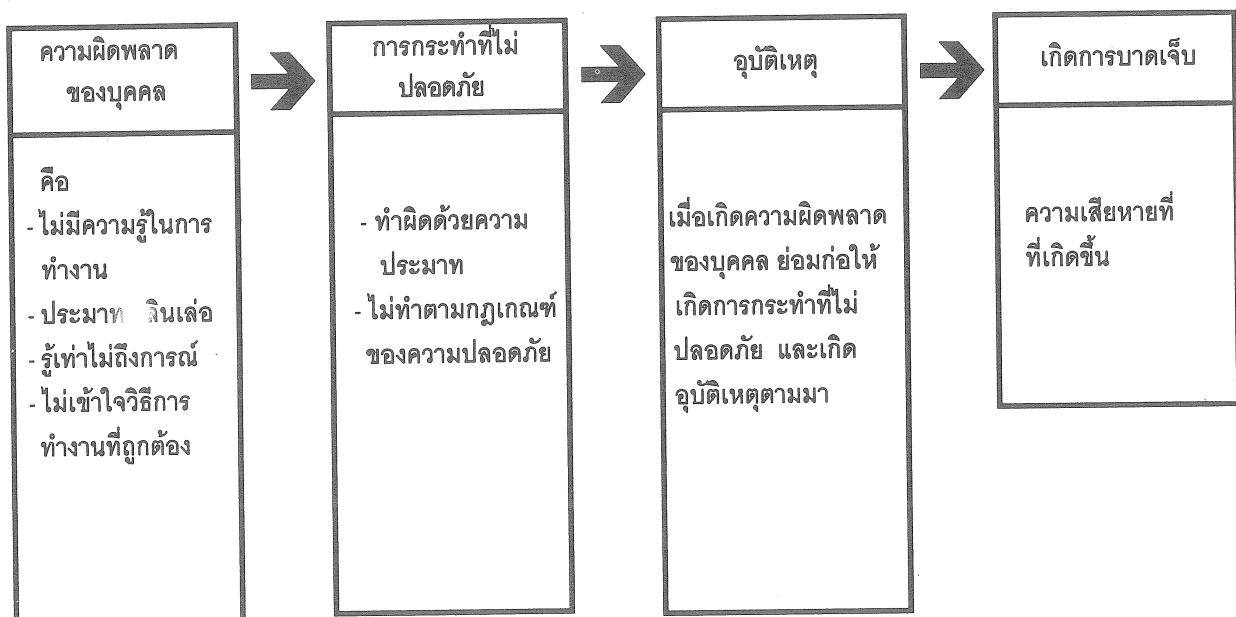 ความผิดพลาด
ของบุคคล
คือ
- ไม่มีความรู้ในการ
ทำงาน
- ประมาท ลินเล่อ
- รู้เท่าไม่ถึงการณ์
- ไม่เข้าใจวิธีการ
ทำงานที่ถูกต้อง
การกระทำที่ไม่
ปลอดภัย
- ทำผิดด้วยความ
ประมาท
- ไม่ทำตามกฎเกณฑ์
ของความปลอดภัย
อุบัติเหตุ
เมื่อเกิดความผิดพลาด
ของบุคคล ย่อมก่อให้
เกิดการกระทำที่ไม่
ปลอดภัย และเกิด
อุบัติเหตุตามมา
เกิดการบาดเจ็บ
ความเสียหายที่
ที่เกิดขึ้น